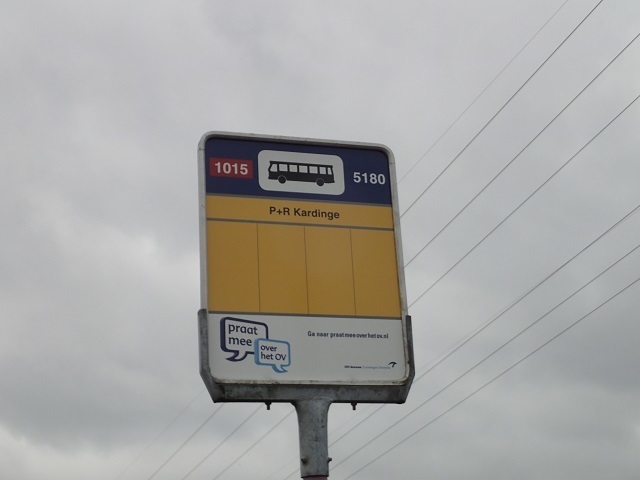 1015
5180
P+R Kardinge
praat
mee
over
het OV
Ga naar praatmeeoverhetov.nl